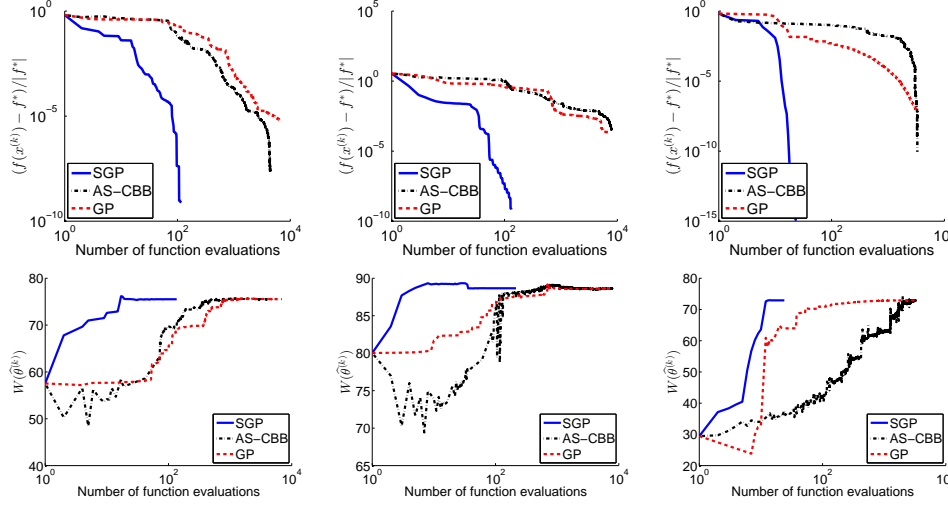 10^0
10^-5
10^-10
(f(x^(k)) − f*)/|f*|
SGP
AS−CBB
GP
10^0
10^2
10^4
Number of function evaluations
10^5
10^0
10^-5
10^-10
(f(x^(k)) − f*)/|f*|
SGP
AS−CBB
GP
10^0
10^2
10^4
Number of function evaluations
10^0
10^-5
10^-10
10^-15
(f(x^(k)) − f*)/|f*|
SGP
AS−CBB
GP
10^0
10^2
Number of function evaluations
80
70
60
50
40
W(θ̂^(k))
SGP
AS−CBB
GP
10^0
10^2
10^4
Number of function evaluations
90
85
80
75
70
65
W(θ̂^(k))
SGP
AS−CBB
GP
10^0
10^2
10^4
Number of function evaluations
80
70
60
50
40
30
20
W(θ̂^(k))
SGP
AS−CBB
GP
10^0
10^2
Number of function evaluations